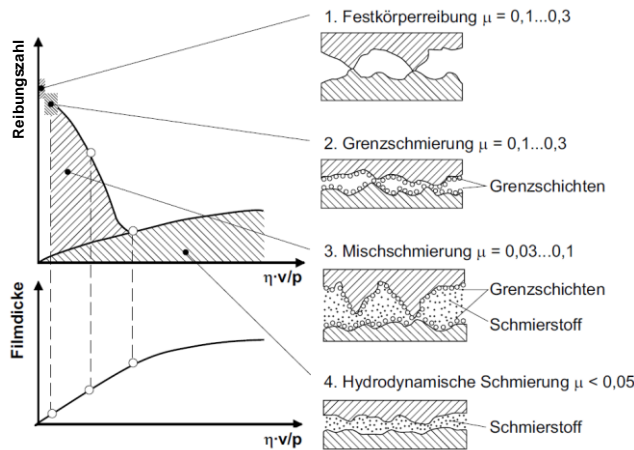 Reibungszahl
η·v/p
Filmdicke
η·v/p
1. Festkörperreibung μ = 0,1...0,3
2. Grenzschmierung μ = 0,1...0,3
Grenzschichten
3. Mischschmierung μ = 0,03...0,1
Grenzschichten
Schmierstoff
4. Hydrodynamische Schmierung μ < 0,05
Schmierstoff